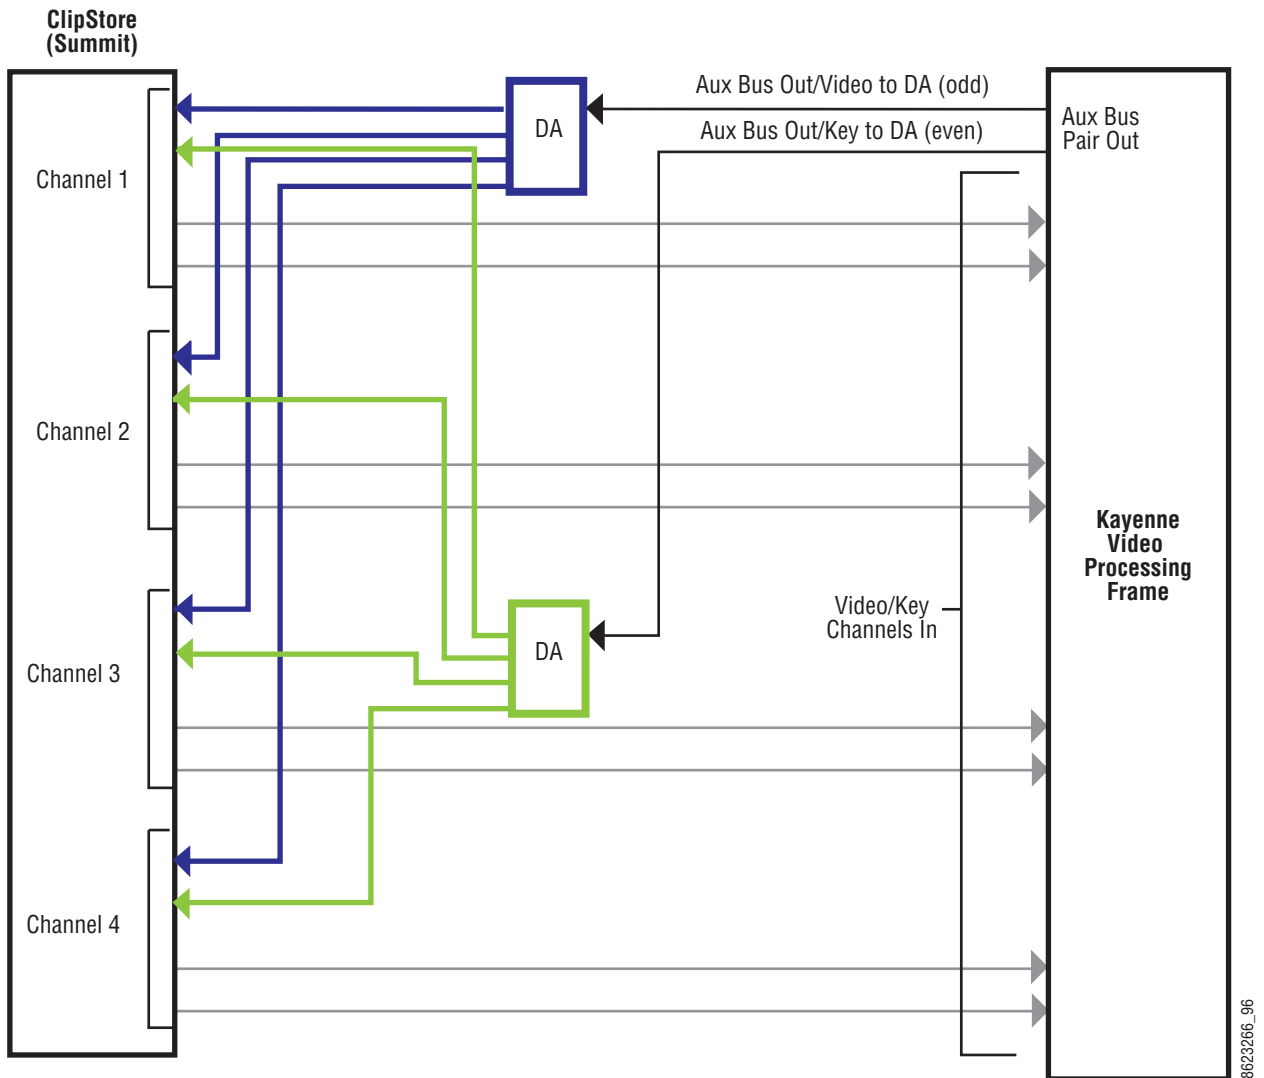 ClipStore
(Summit)
Aux Bus Out/Video to DA (odd)
Aux Bus Out/Key to DA (even)
Aux Bus
Pair Out
DA
Channel 1
Channel 2
Kayenne
Video
Processing
Frame
Video/Key
Channels In
DA
Channel 3
Channel 4
8623266_96